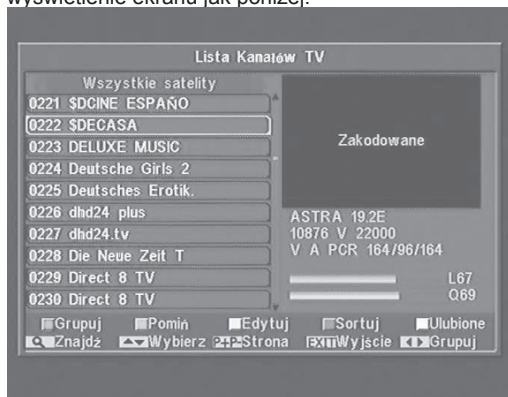 wyświetlenie ekranu jak poniżej:
Lista Kanałów TV
Wszystkie satelity
0221 $DCINE ESPAÑO
0222 $DECASA
0223 DELUXE MUSIC
0224 Deutsche Girls 2
0225 Deutsches Erotik.
0226 dhd24 plus
0227 dhd24.tv
0228 Die Neue Zeit T
0229 Direct 8 TV
0230 Direct 8 TV
Zakodowane
ASTRA 19.2E
10876 V 22000
V A PCR 164/96/164
L67
Q69
Grupuj Pomiń Edytuj Sortuj Ulubione
Znajdź Wybierz P+P- Strona EXIT Wyjście Grupuj